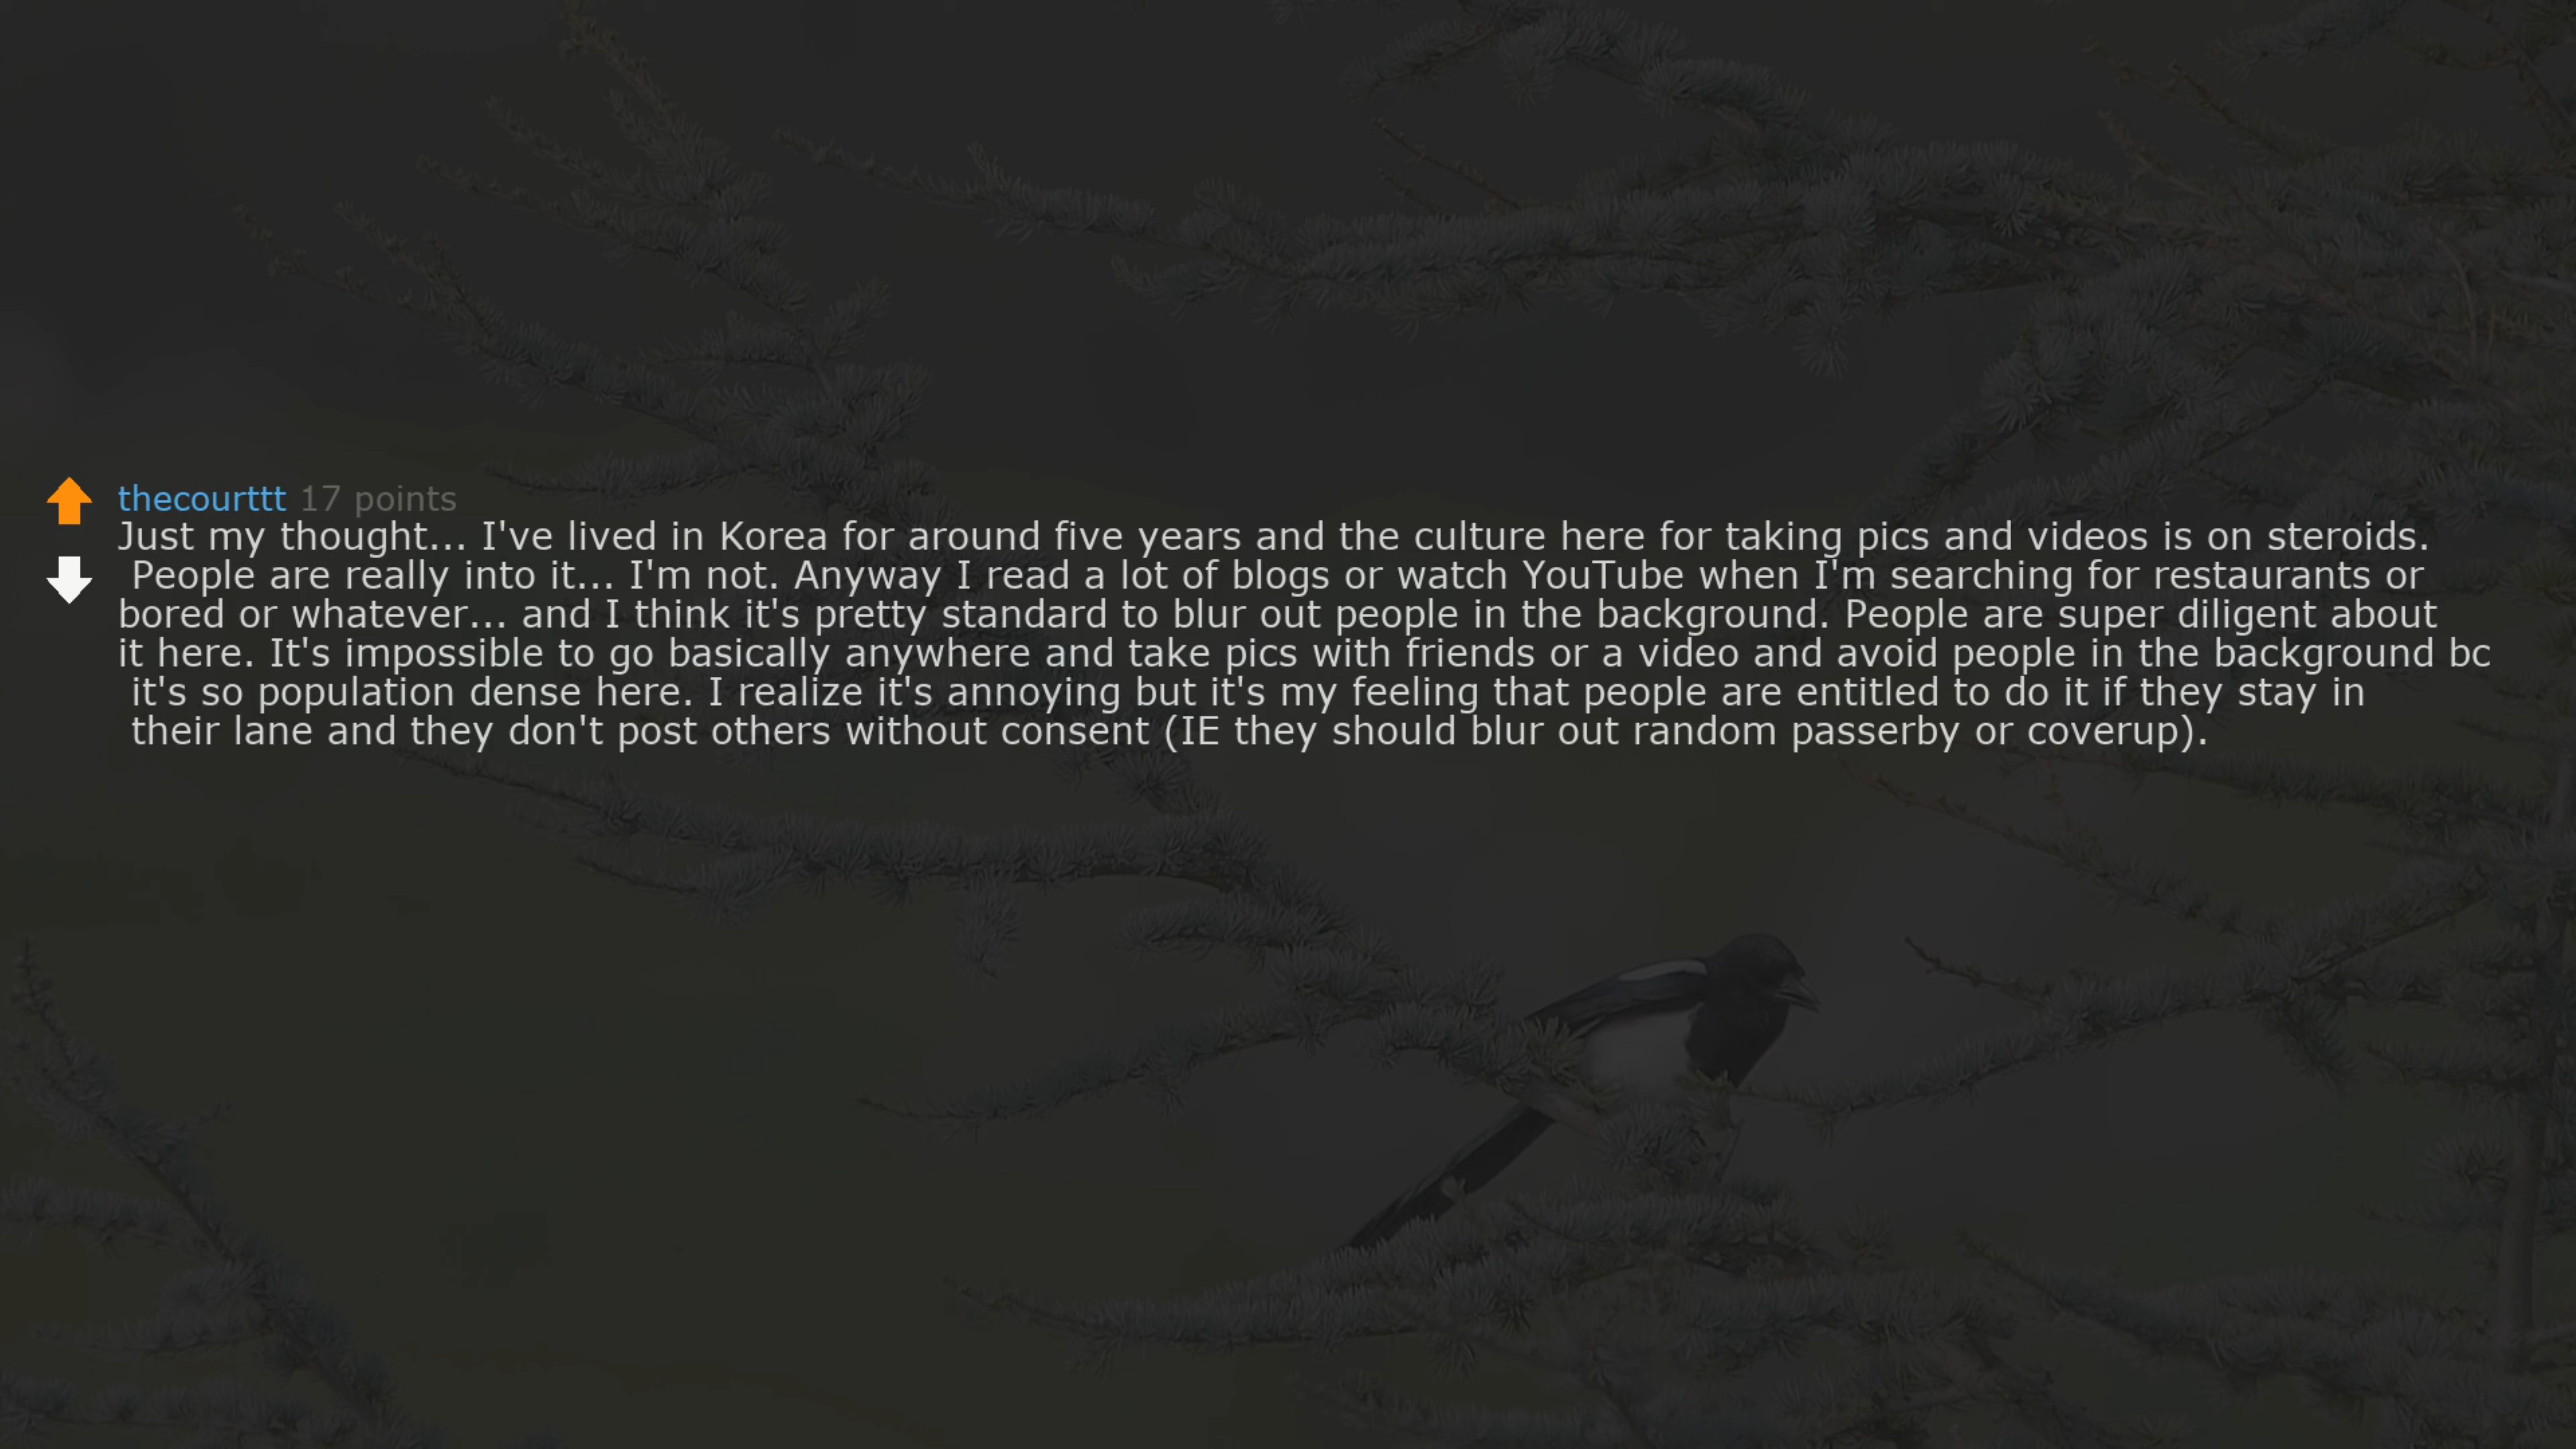 thecourttt 17 points
Just my thought... I've lived in Korea for around five years and the culture here for taking pics and videos is on steroids.
People are really into it... I'm not. Anyway I read a lot of blogs or watch YouTube when I'm searching for restaurants or
bored or whatever... and I think it's pretty standard to blur out people in the background. People are super diligent about
it here. It's impossible to go basically anywhere and take pics with friends or a video and avoid people in the background bc
it's so population dense here. I realize it's annoying but it's my feeling that people are entitled to do it if they stay in
their lane and they don't post others without consent (IE they should blur out random passerby or coverup).